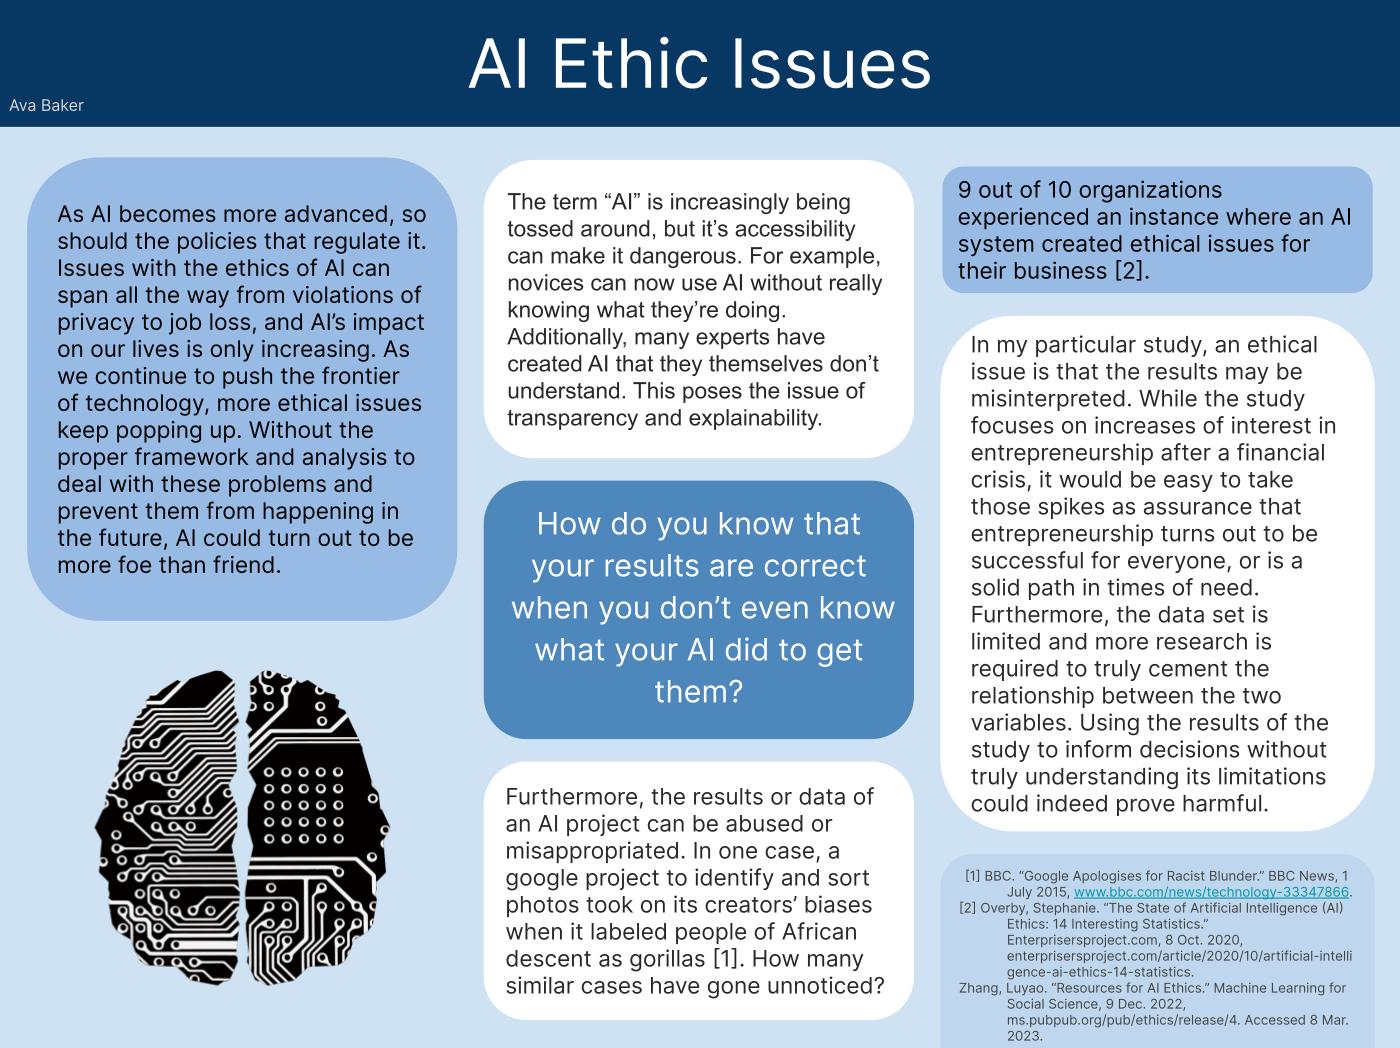 AI Ethic Issues
Ava Baker
As AI becomes more advanced, so
should the policies that regulate it.
Issues with the ethics of AI can
span all the way from violations of
privacy to job loss, and AI’s impact
on our lives is only increasing. As
we continue to push the frontier
of technology, more ethical issues
keep popping up. Without the
proper framework and analysis to
deal with these problems and
prevent them from happening in
the future, AI could turn out to be
more foe than friend.
The term “AI” is increasingly being
tossed around, but it’s accessibility
can make it dangerous. For example,
novices can now use AI without really
knowing what they’re doing.
Additionally, many experts have
created AI that they themselves don’t
understand. This poses the issue of
transparency and explainability.
How do you know that
your results are correct
when you don’t even know
what your AI did to get
them?
Furthermore, the results or data of
an AI project can be abused or
misappropriated. In one case, a
google project to identify and sort
photos took on its creators’ biases
when it labeled people of African
descent as gorillas [1]. How many
similar cases have gone unnoticed?
9 out of 10 organizations
experienced an instance where an AI
system created ethical issues for
their business [2].
In my particular study, an ethical
issue is that the results may be
misinterpreted. While the study
focuses on increases of interest in
entrepreneurship after a financial
crisis, it would be easy to take
those spikes as assurance that
entrepreneurship turns out to be
successful for everyone, or is a
solid path in times of need.
Furthermore, the data set is
limited and more research is
required to truly cement the
relationship between the two
variables. Using the results of the
study to inform decisions without
truly understanding its limitations
could indeed prove harmful.
[1] BBC. “Google Apologises for Racist Blunder.” BBC News, 1
July 2015, www.bbc.com/news/technology-33347866.
[2] Overby, Stephanie. “The State of Artificial Intelligence (AI)
Ethics: 14 Interesting Statistics.”
Enterprisersproject.com, 8 Oct. 2020,
enterprisersproject.com/article/2020/10/artificial-intelli
gence-ai-ethics-14-statistics.
Zhang, Luyao. “Resources for AI Ethics.” Machine Learning for
Social Science, 9 Dec. 2022,
ms.pubpub.org/pub/ethics/release/4. Accessed 8 Mar.
2023.